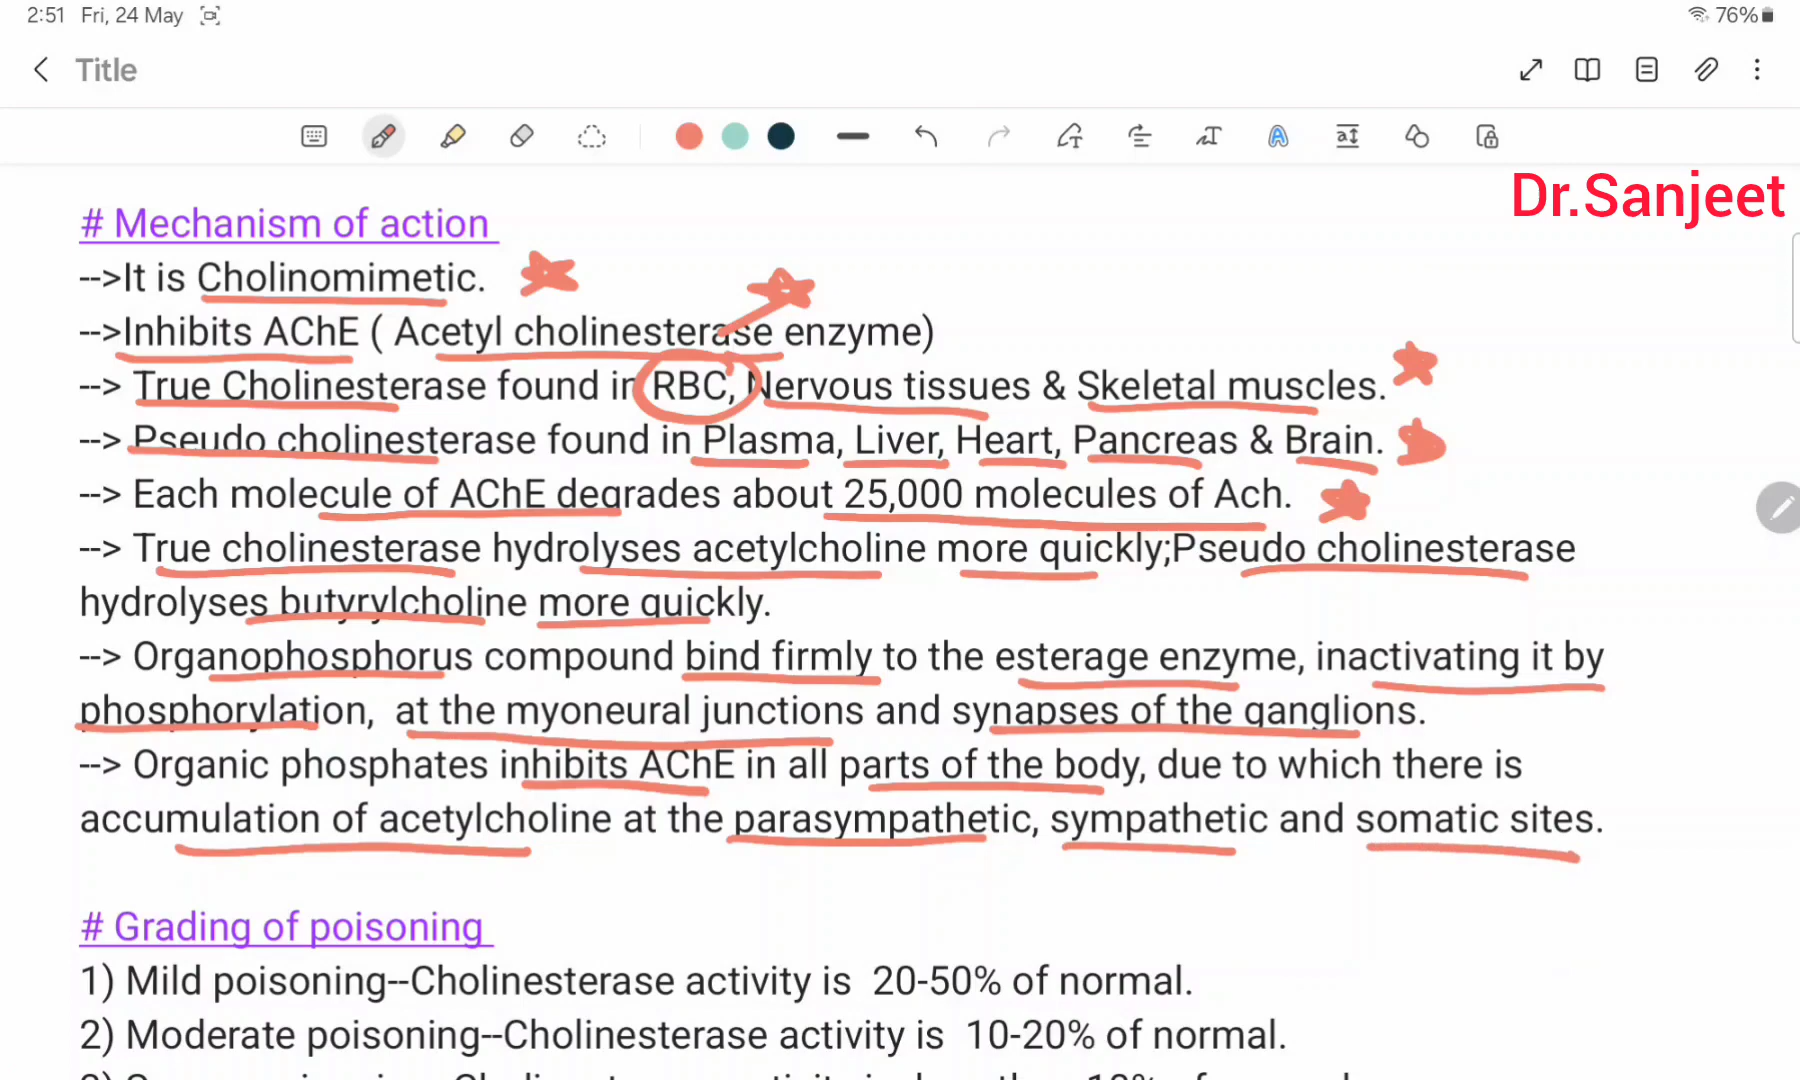 2:51 Fri, 24 May 76%
Title
Dr.Sanjeet
# Mechanism of action
-->It is Cholinomimetic.
-->Inhibits AChE ( Acetyl cholinesterase enzyme)
--> True Cholinesterase found in RBC, Nervous tissues & Skeletal muscles.
--> Pseudo cholinesterase found in Plasma, Liver, Heart, Pancreas & Brain.
--> Each molecule of AChE degrades about 25,000 molecules of Ach.
--> True cholinesterase hydrolyses acetylcholine more quickly;Pseudo cholinesterase
hydrolyses butyrylcholine more quickly.
--> Organophosphorus compound bind firmly to the esterage enzyme, inactivating it by
phosphorylation,  at the myoneural junctions and synapses of the ganglions.
--> Organic phosphates inhibits AChE in all parts of the body, due to which there is
accumulation of acetylcholine at the parasympathetic, sympathetic and somatic sites.
# Grading of poisoning
1) Mild poisoning--Cholinesterase activity is  20-50% of normal.
2) Moderate poisoning--Cholinesterase activity is  10-20% of normal.